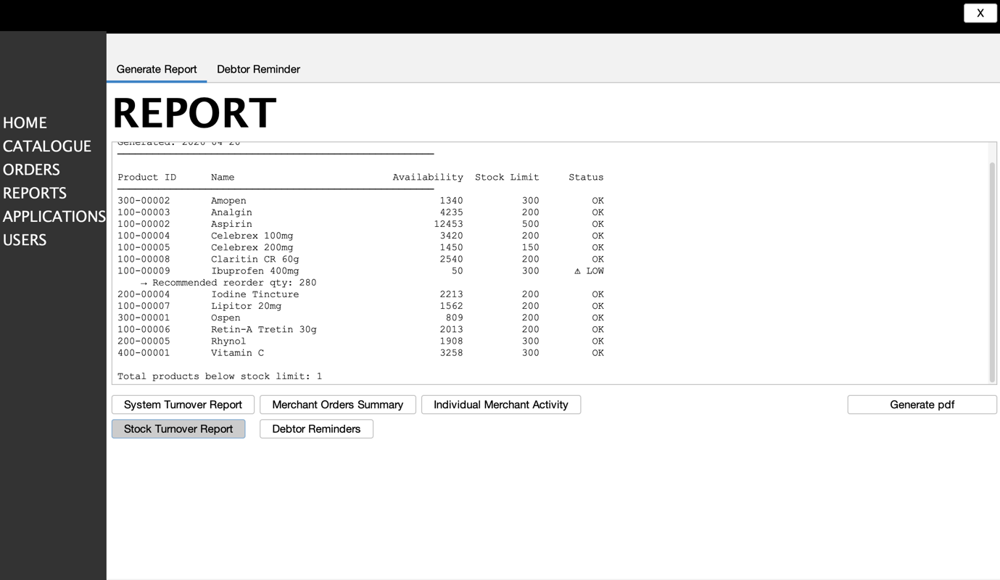 X
Generate Report Debtor Reminder
REPORT
HOME
CATALOGUE
ORDERS
REPORTS
APPLICATIONS
USERS
Generated:
Product ID Name Availability Stock Limit Status
300-00002 Amopen 1340 300 OK
100-00003 Analgin 4235 200 OK
100-00002 Aspirin 12453 500 OK
100-00004 Celebrex 100mg 3420 200 OK
100-00005 Celebrex 200mg 1450 150 OK
100-00008 Claritin CR 60g 2540 200 OK
100-00009 Ibuprofen 400mg 50 300 ⚠ LOW
→ Recommended reorder qty: 280
200-00004 Iodine Tincture 2213 200 OK
100-00007 Lipitor 20mg 1562 200 OK
300-00001 Ospen 809 200 OK
100-00006 Retin-A Tretin 30g 2013 200 OK
200-00005 Rhynol 1908 300 OK
400-00001 Vitamin C 3258 300 OK
Total products below stock limit: 1
System Turnover Report Merchant Orders Summary Individual Merchant Activity Generate pdf
Stock Turnover Report Debtor Reminders